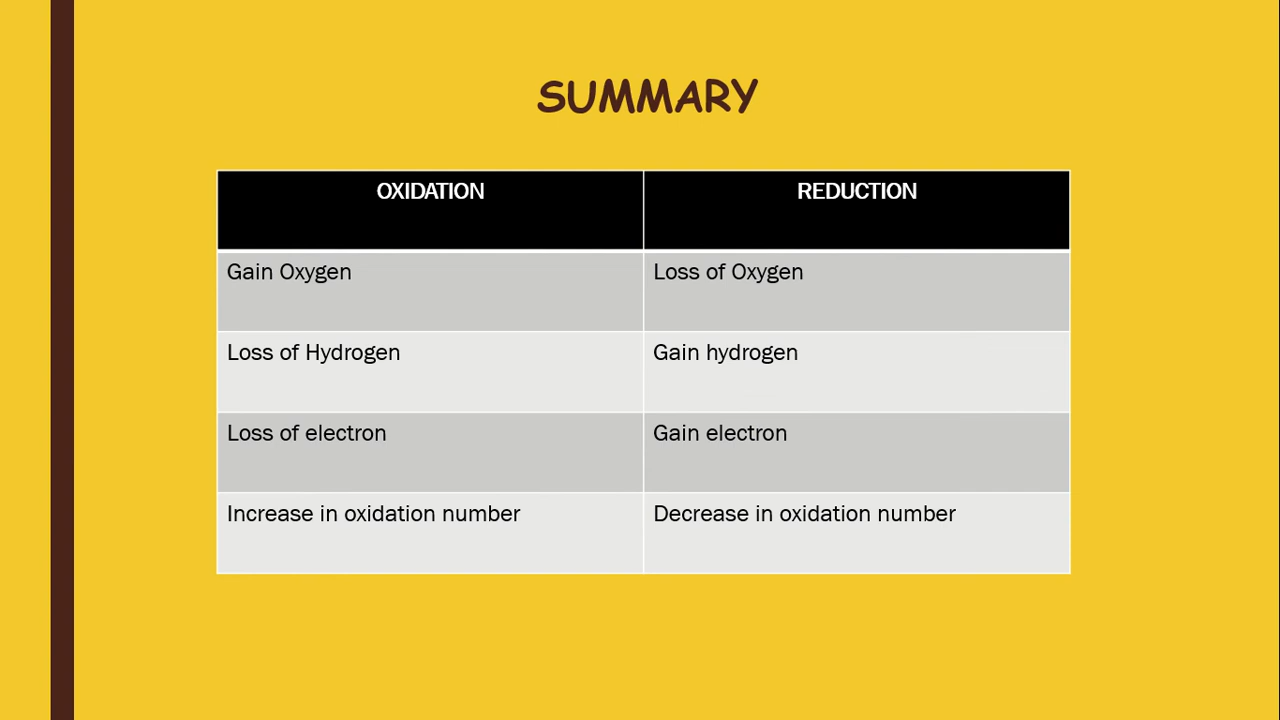 SUMMARY
OXIDATION
REDUCTION
Gain Oxygen
Loss of Oxygen
Loss of Hydrogen
Gain hydrogen
Loss of electron
Gain electron
Increase in oxidation number
Decrease in oxidation number